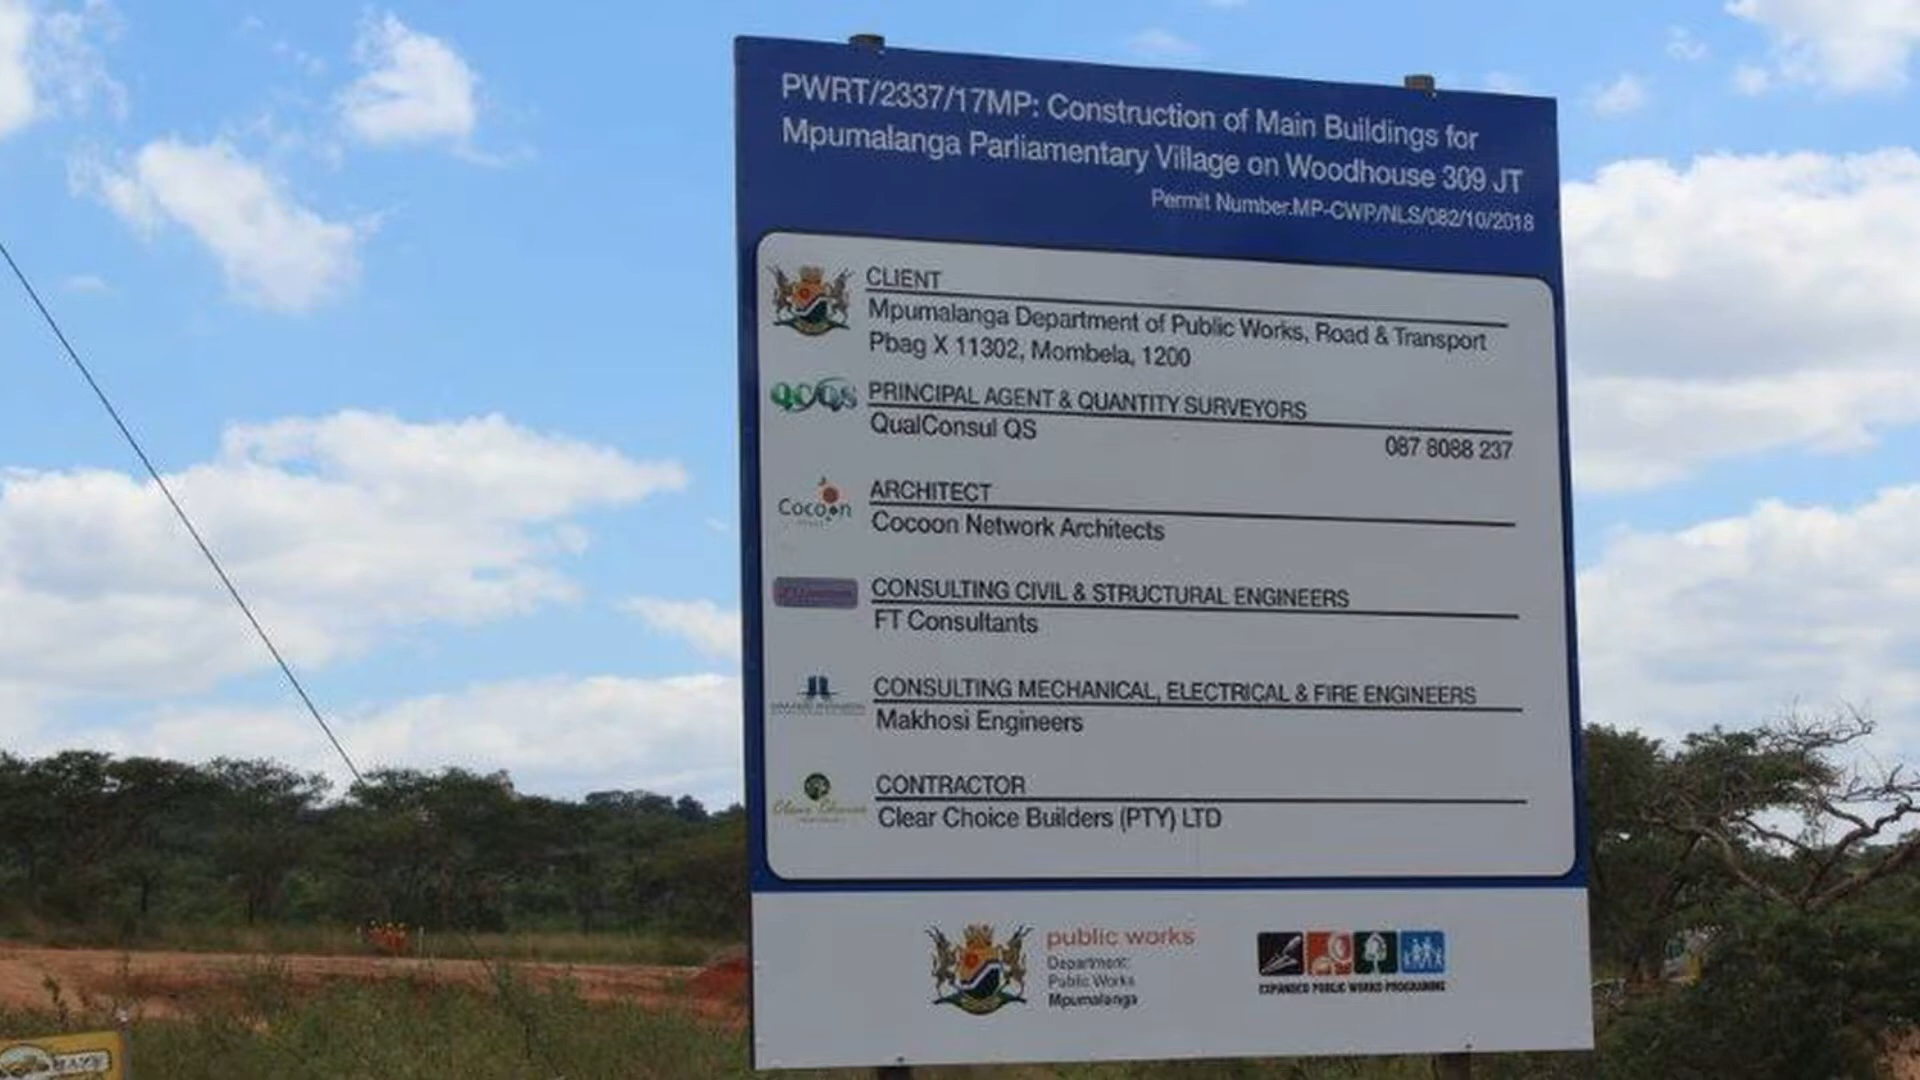 PWRT/2337/17MP: Construction of Main Buildings for
Mpumalanga Parliamentary Village on Woodhouse 309 JT
Permit Number.MP-CWP/NLS/082/10/2018
CLIENT
Mpumalanga Department of Public Works, Road & Transport
Pbag X 11302, Mombela, 1200
QCQS
PRINCIPAL AGENT & QUANTITY SURVEYORS
QualConsul QS
087 8088 237
Cocoon
ARCHITECT
Cocoon Network Architects
CONSULTING CIVIL & STRUCTURAL ENGINEERS
FT Consultants
CONSULTING MECHANICAL, ELECTRICAL & FIRE ENGINEERS
Makhosi Engineers
Clear Choice
CONTRACTOR
Clear Choice Builders (PTY) LTD
public works
Department:
Public Works
Mpumalanga
EXPANDED PUBLIC WORKS PROGRAMME